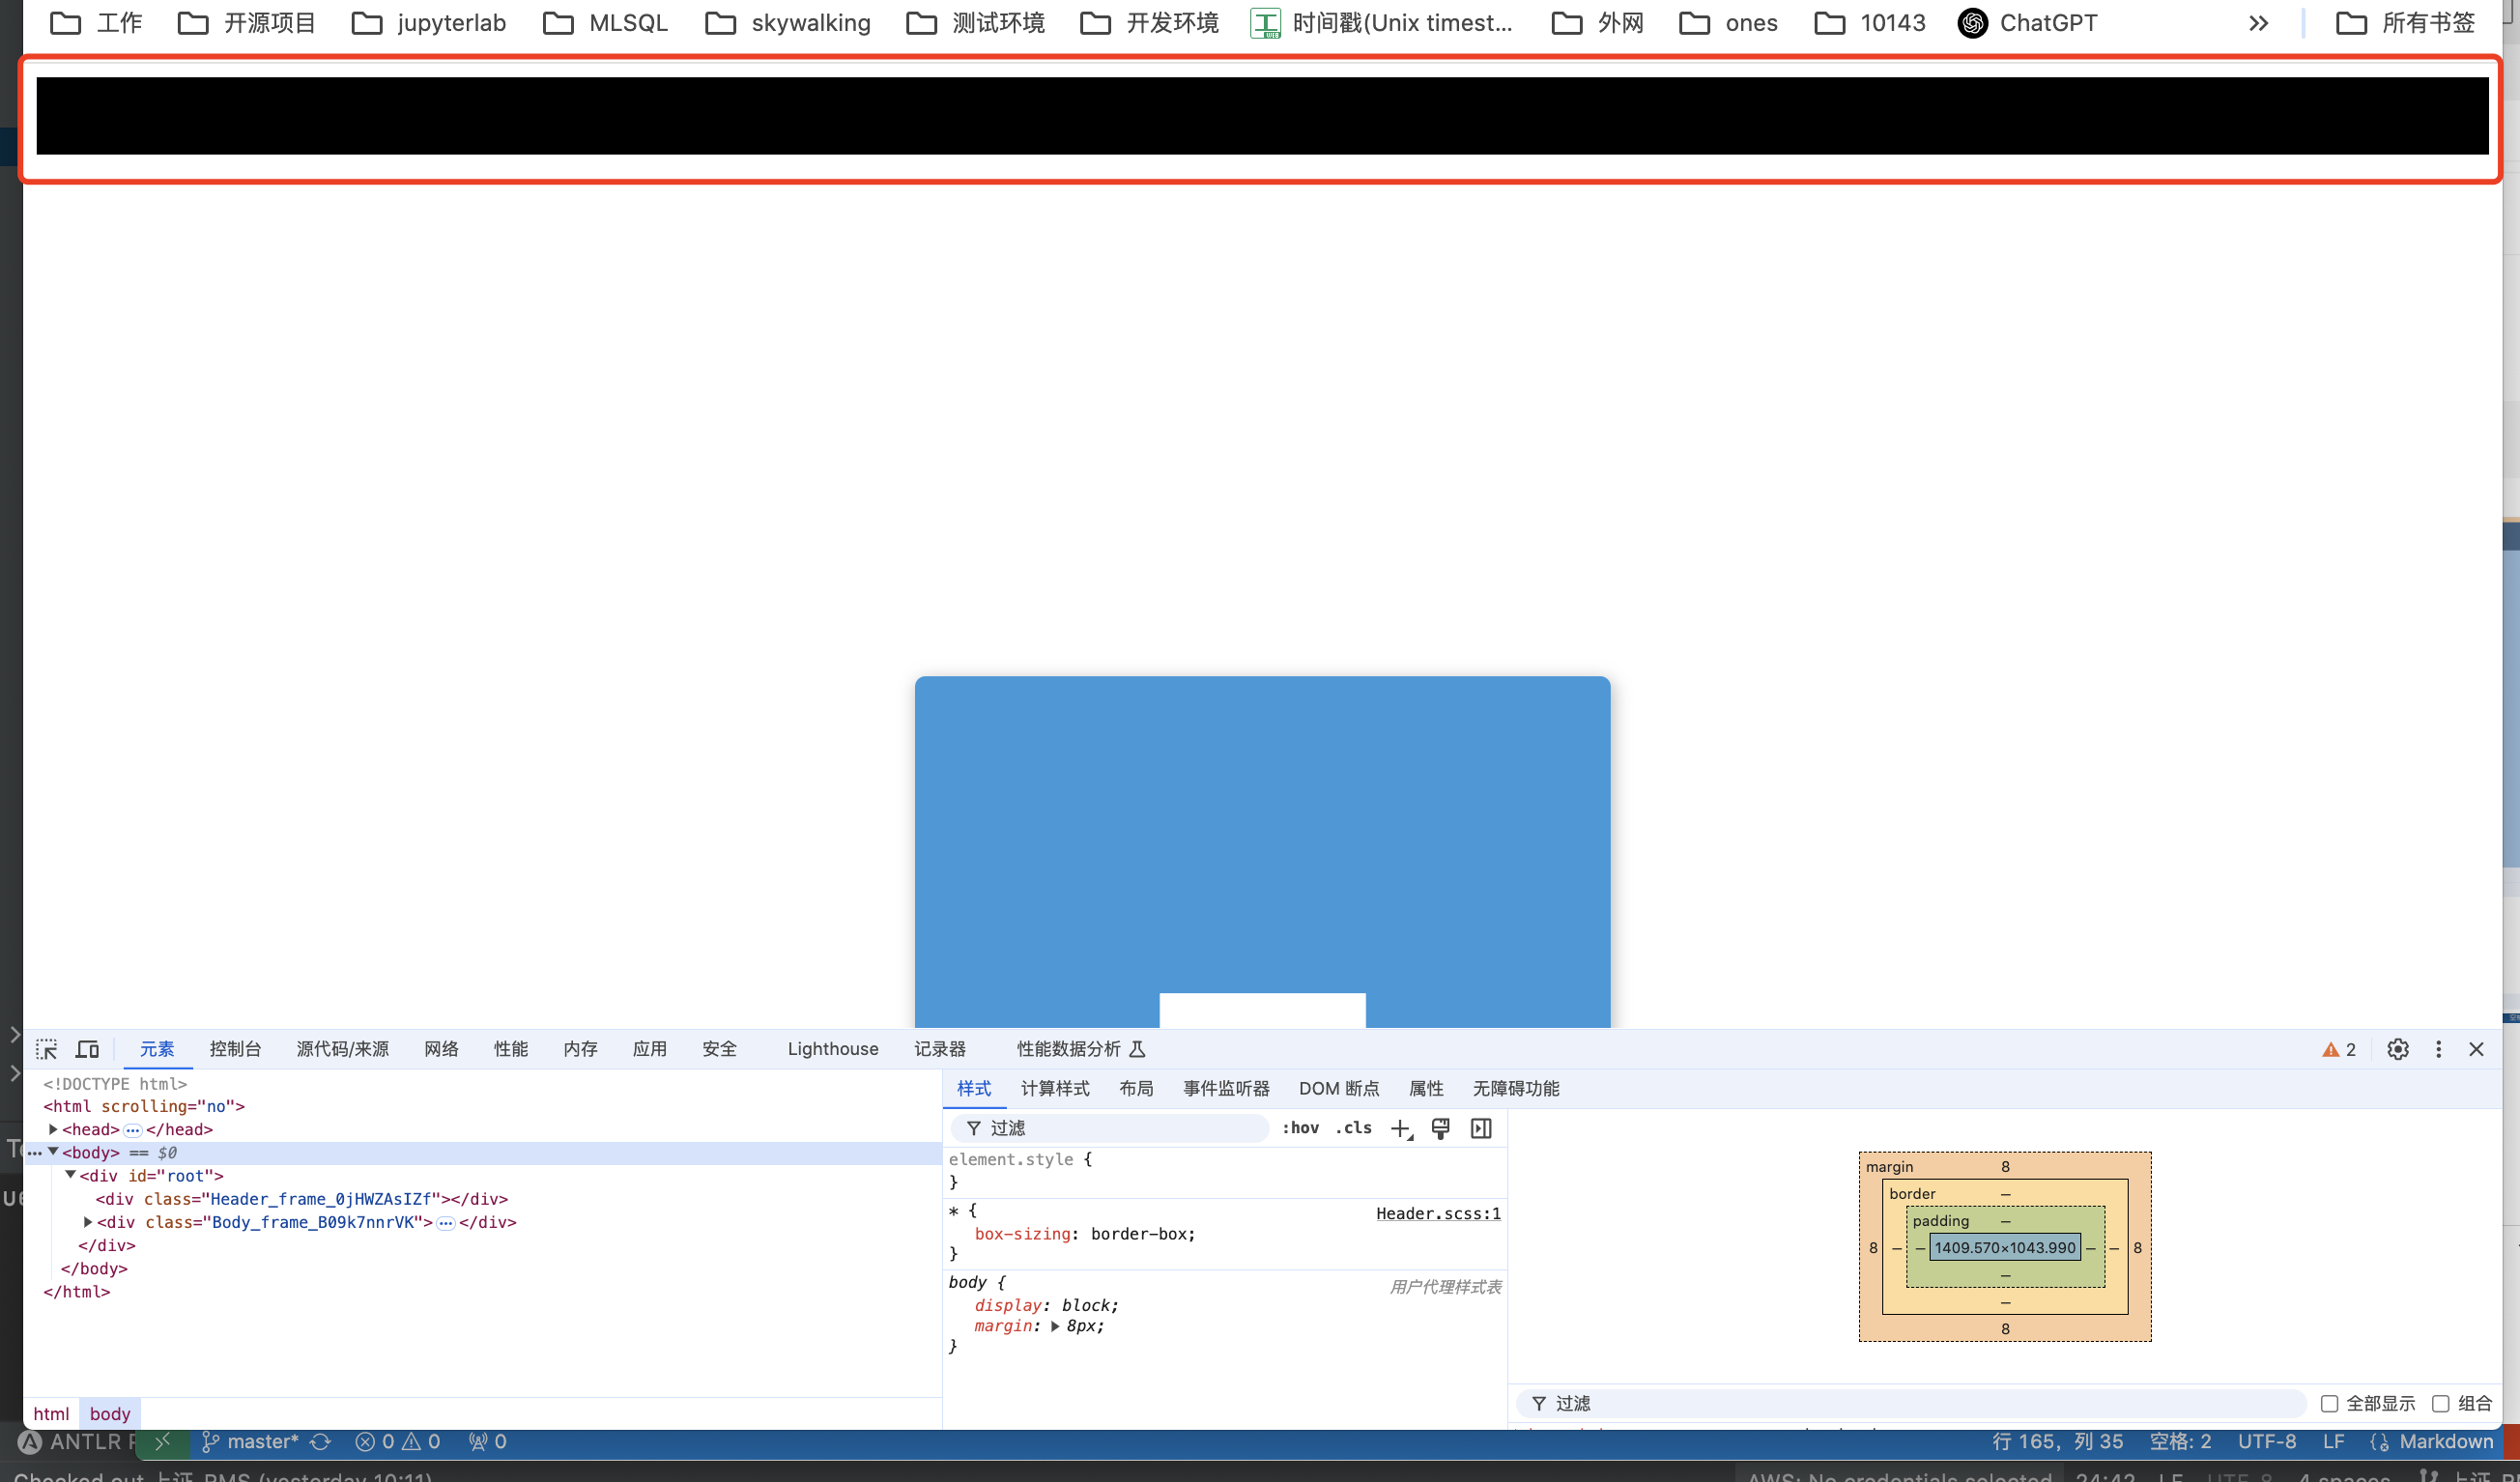 工作 开源项目 jupyterlab MLSQL skywalking 测试环境 开发环境 时间戳(Unix timest... 外网 ones 10143 ChatGPT » 所有书签
元素 控制台 源代码/来源 网络 性能 内存 应用 安全 Lighthouse 记录器 性能数据分析 2
<!DOCTYPE html>
<html scrolling="no">
<head>…</head>
<body> == $0
<div id="root">
<div class="Header_frame_0jHWZAsIZf"></div>
<div class="Body_frame_B09k7nnrVK">…</div>
</div>
</body>
</html>
html body
样式 计算样式 布局 事件监听器 DOM 断点 属性 无障碍功能
过滤 :hov .cls
element.style {
}
* { Header.scss:1
box-sizing: border-box;
}
body { 用户代理样式表
display: block;
margin: 8px;
}
margin 8
border –
padding –
8 – – 1409.570×1043.990 – – 8
–
–
8
过滤 全部显示 组合
ANTLR master* 0 0 0 行 165，列 35 空格: 2 UTF-8 LF Markdown
Checked out 上证 RMS (yesterday 10:11) AWS: No credentials selected 24:42 LF UTF-8 4 spaces 上证